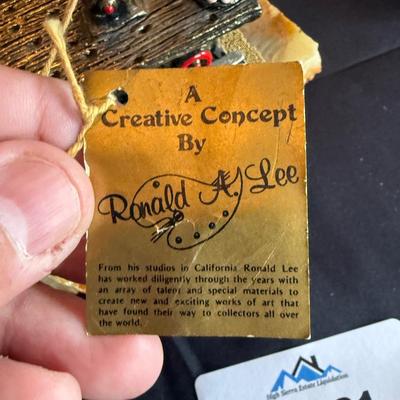 A
Creative Concept
By
Ronald A. Lee
From his studios in California Ronald Lee
has worked diligently through the years with
an array of talent and special materials to
create new and exciting works of art that
have found their way to collectors all over
the world.
High Sierra Estate Liquidation